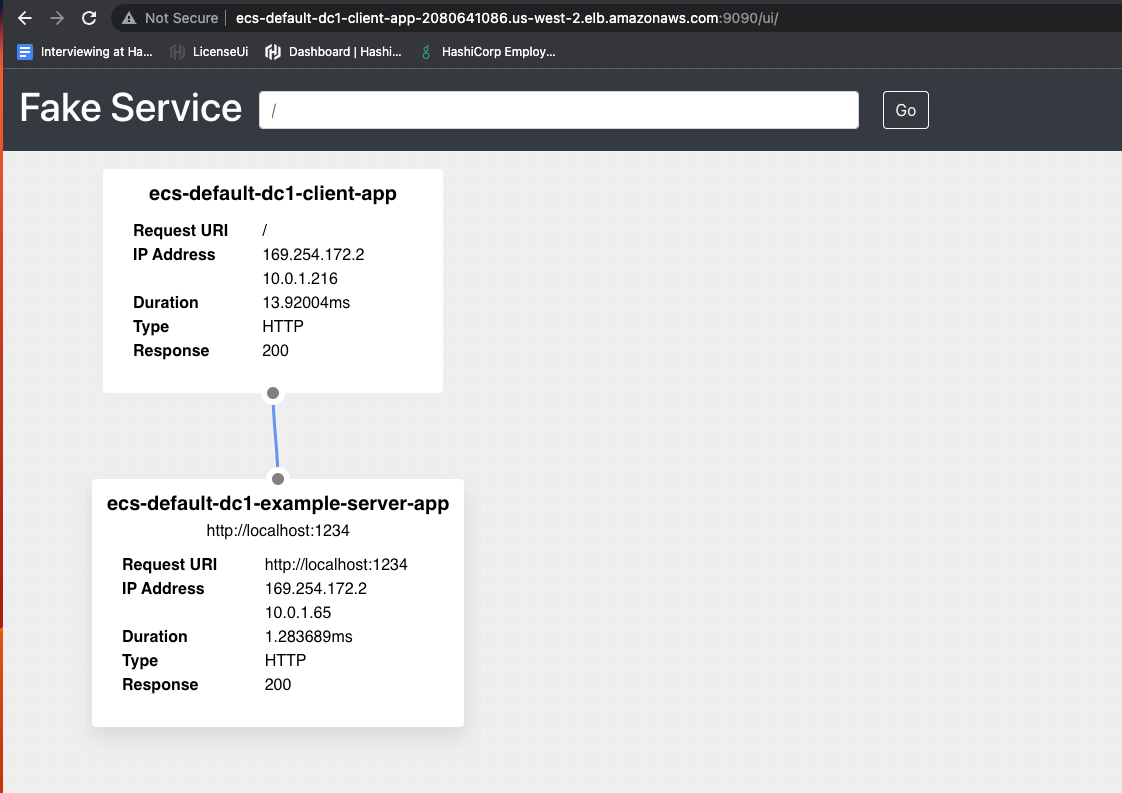 Not Secure | ecs-default-dc1-client-app-2080641086.us-west-2.elb.amazonaws.com:9090/ui/
Interviewing at Ha... LicenseUi Dashboard | Hashi... HashiCorp Employ...
Fake Service / Go
ecs-default-dc1-client-app
Request URI /
IP Address 169.254.172.2
10.0.1.216
Duration 13.92004ms
Type HTTP
Response 200
ecs-default-dc1-example-server-app
http://localhost:1234
Request URI http://localhost:1234
IP Address 169.254.172.2
10.0.1.65
Duration 1.283689ms
Type HTTP
Response 200